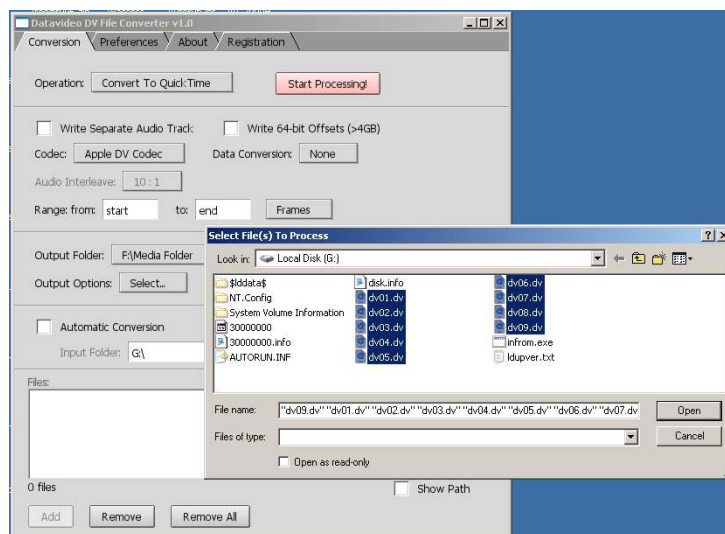 Datavideo DV File Converter v1.0
Conversion Preferences About Registration
Operation: Convert To QuickTime Start Processing!
Write Separate Audio Track Write 64-bit Offsets (>4GB)
Codec: Apple DV Codec Data Conversion: None
Audio Interleave: 10 : 1
Range: from: start to: end Frames
Output Folder: F:\Media Folder
Output Options: Select...
Automatic Conversion
Input Folder: G:\
Files:
0 files
Show Path
Add Remove Remove All
Select File(s) To Process
Look in: Local Disk (G:)
$lddata$ disk.info dv06.dv
NT.Config dv01.dv dv07.dv
System Volume Information dv02.dv dv08.dv
30000000 dv03.dv dv09.dv
30000000.info dv04.dv infrom.exe
AUTORUN.INF dv05.dv ldupver.txt
File name: "dv09.dv" "dv01.dv" "dv02.dv" "dv03.dv" "dv04.dv" "dv05.dv" "dv06.dv" "dv07.dv Open
Files of type: Cancel
Open as read-only